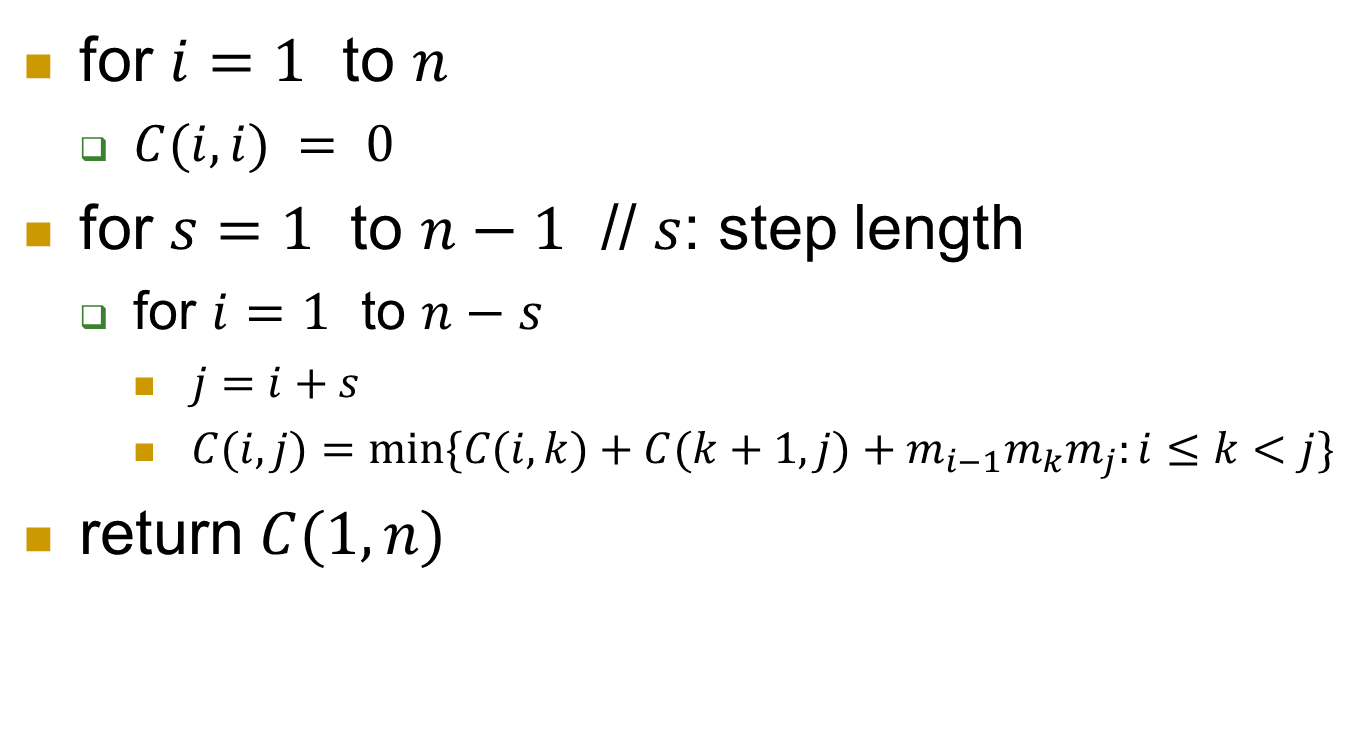 for i = 1 to n
C(i, i) = 0
for s = 1 to n − 1 // s: step length
for i = 1 to n − s
j = i + s
C(i, j) = min{C(i, k) + C(k + 1, j) + m_{i−1}m_km_j: i ≤ k < j}
return C(1, n)